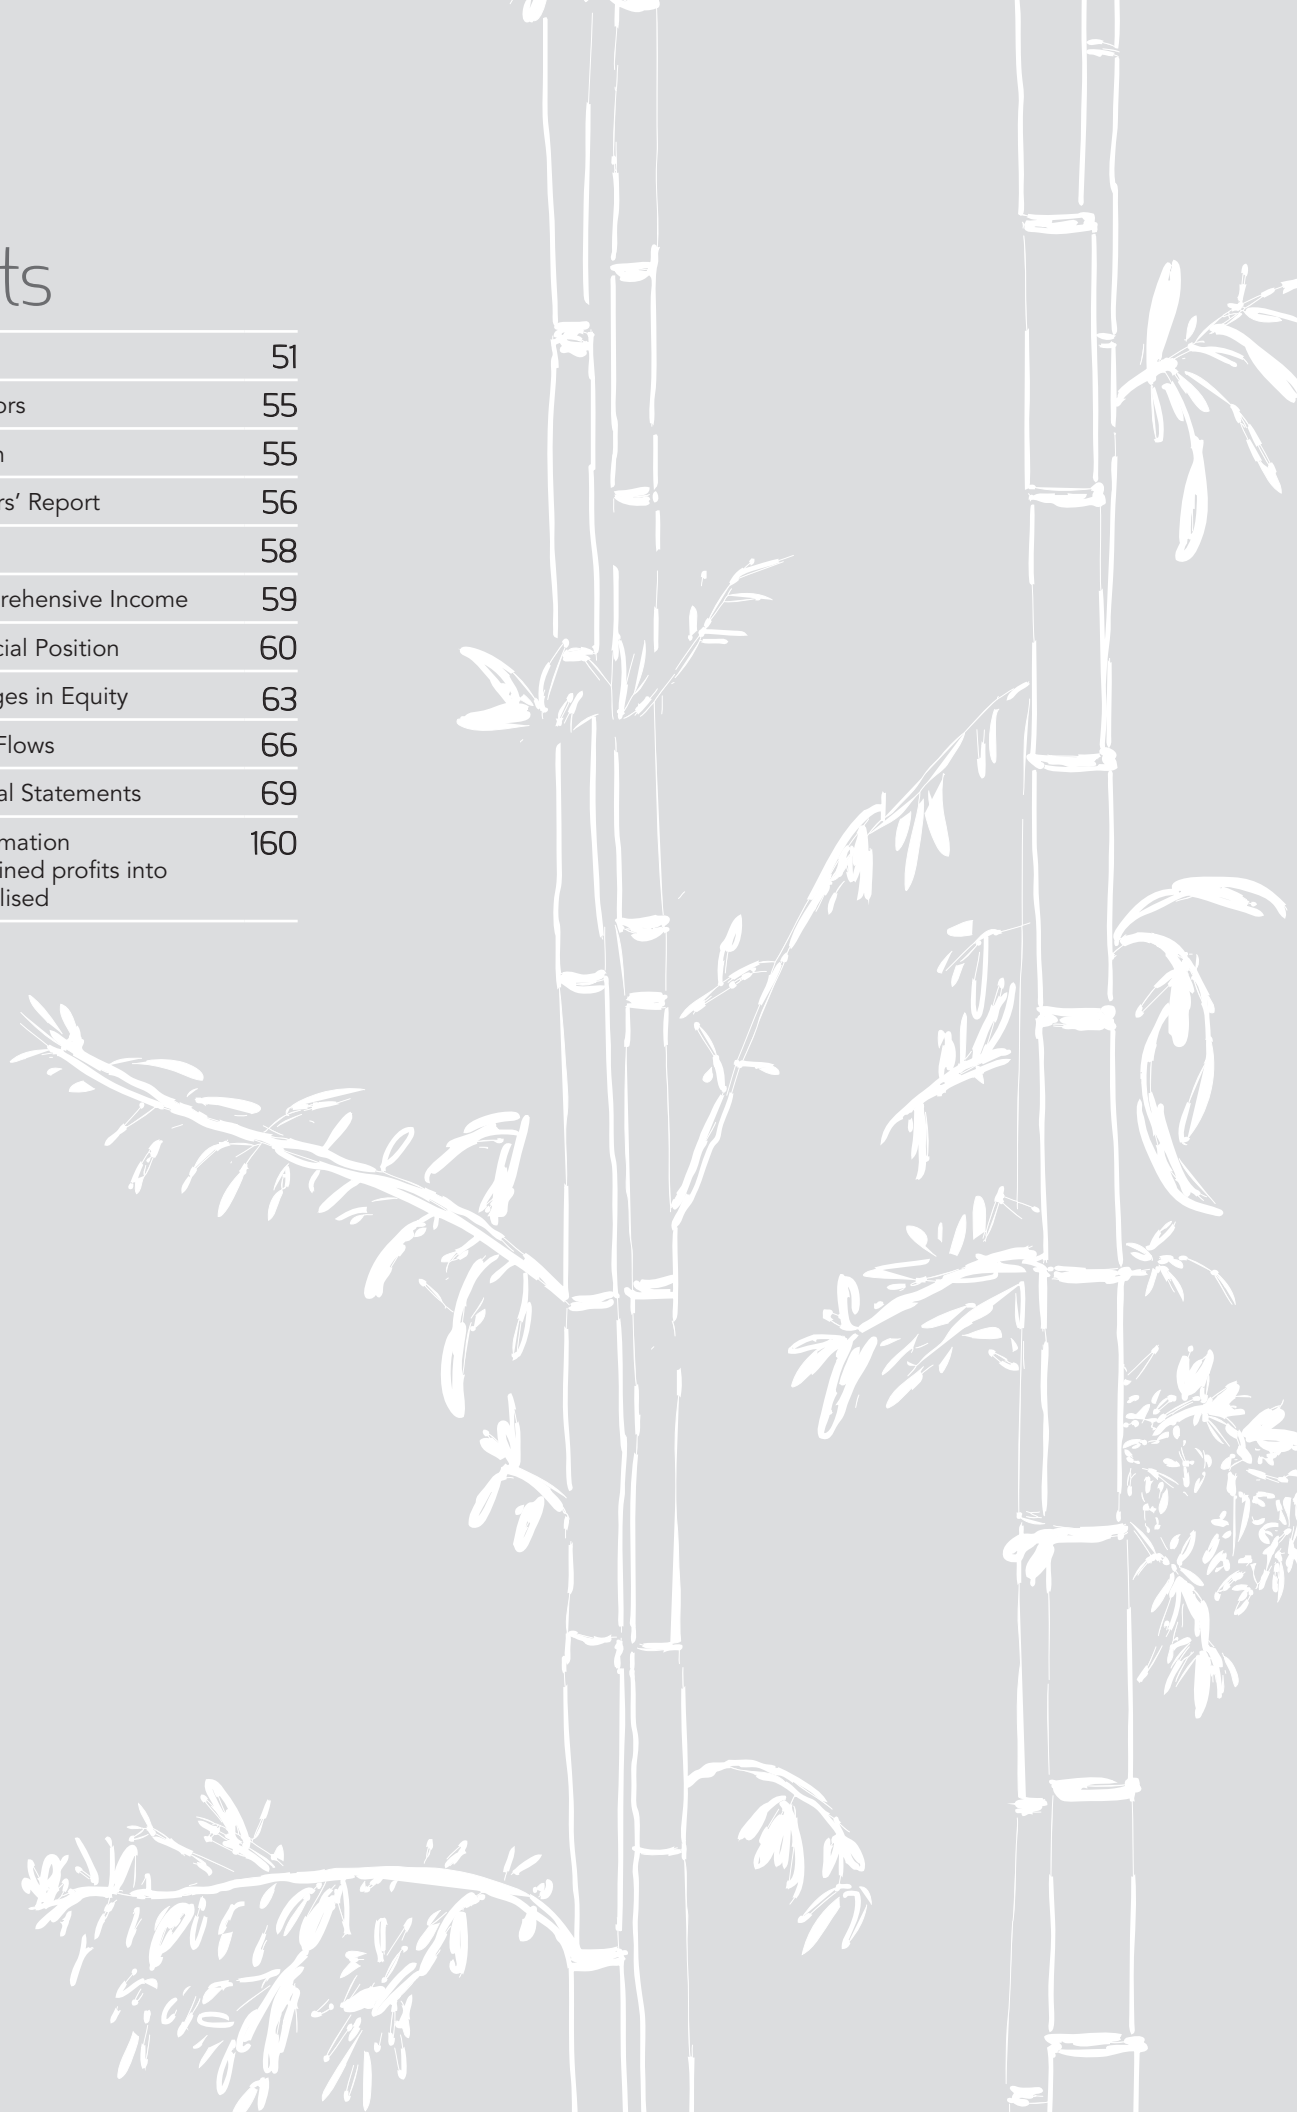 ts
51
ors 55
n 55
rs’ Report 56
58
rehensive Income 59
cial Position 60
ges in Equity 63
Flows 66
al Statements 69
mation 160
ined profits into
lised